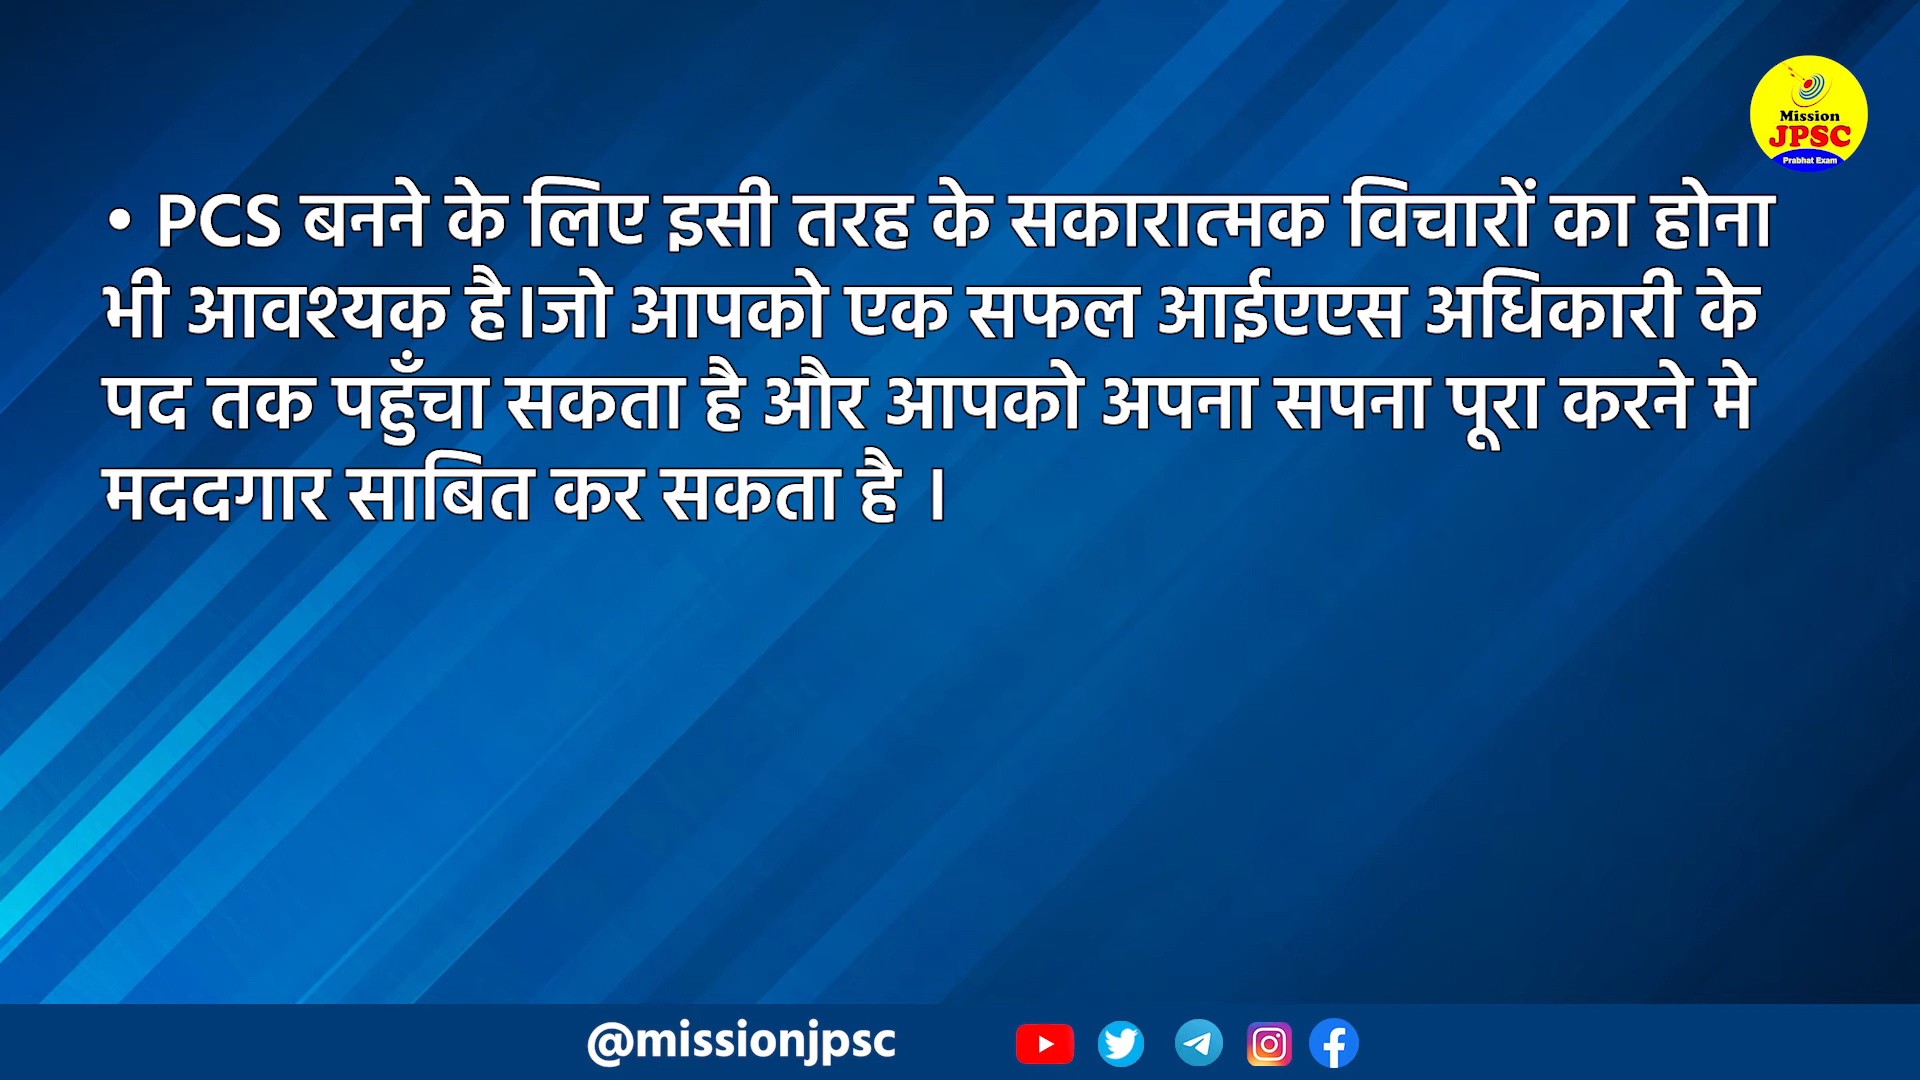 Mission
JPSC
Prabhat Exam
• PCS बनने के लिए इसी तरह के सकारात्मक विचारों का होना
भी आवश्यक है।जो आपको एक सफल आईएएस अधिकारी के
पद तक पहुँचा सकता है और आपको अपना सपना पूरा करने मे
मददगार साबित कर सकता है ।
@missionjpsc